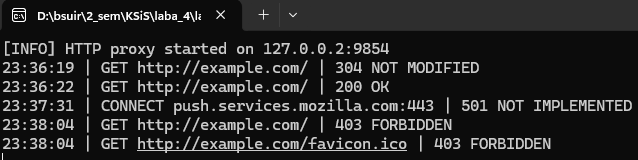 D:\bsuir\2_sem\KSiS\laba_4\la
[INFO] HTTP proxy started on 127.0.0.2:9854
23:36:19 | GET http://example.com/ | 304 NOT MODIFIED
23:36:22 | GET http://example.com/ | 200 OK
23:37:31 | CONNECT push.services.mozilla.com:443 | 501 NOT IMPLEMENTED
23:38:04 | GET http://example.com/ | 403 FORBIDDEN
23:38:04 | GET http://example.com/favicon.ico | 403 FORBIDDEN